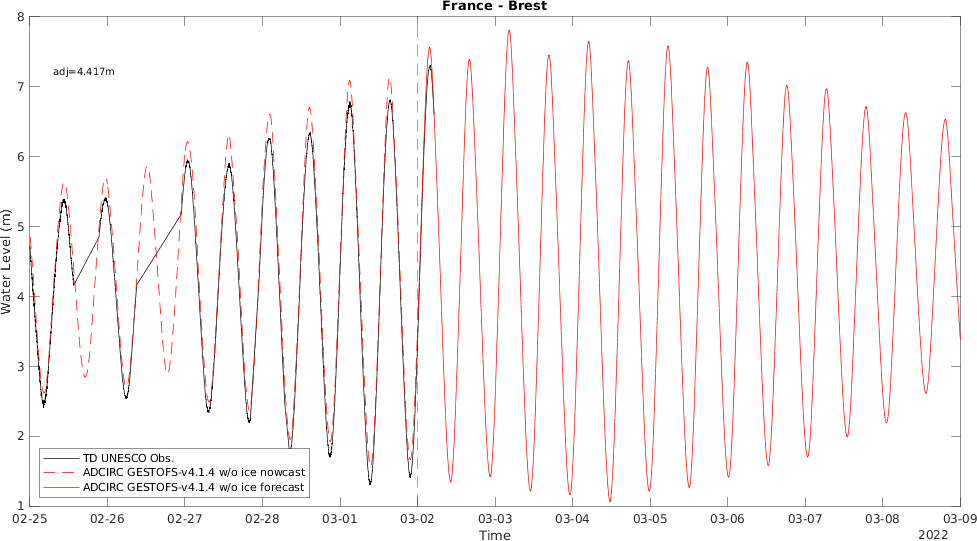 France - Brest
adj=4.417m
Water Level (m)
8
7
6
5
4
3
2
1
TD UNESCO Obs.
ADCIRC GESTOFS-v4.1.4 w/o ice nowcast
ADCIRC GESTOFS-v4.1.4 w/o ice forecast
02-25 02-26 02-27 02-28 03-01 03-02 03-03 03-04 03-05 03-06 03-07 03-08 03-09
Time
2022